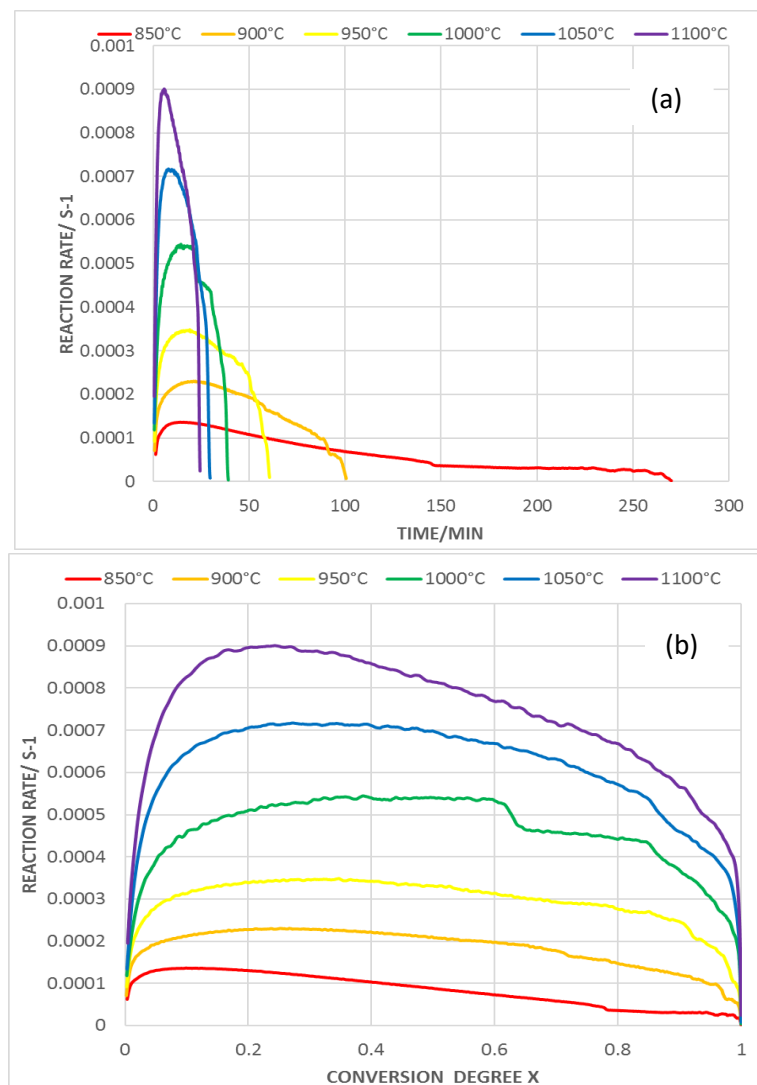 850°C 900°C 950°C 1000°C 1050°C 1100°C
(a)
REACTION RATE/ S-1
0.001
0.0009
0.0008
0.0007
0.0006
0.0005
0.0004
0.0003
0.0002
0.0001
0
0 50 100 150 200 250 300
TIME/MIN
850°C 900°C 950°C 1000°C 1050°C 1100°C
(b)
REACTION RATE/ S-1
0.001
0.0009
0.0008
0.0007
0.0006
0.0005
0.0004
0.0003
0.0002
0.0001
0
0 0.2 0.4 0.6 0.8 1
CONVERSION DEGREE X